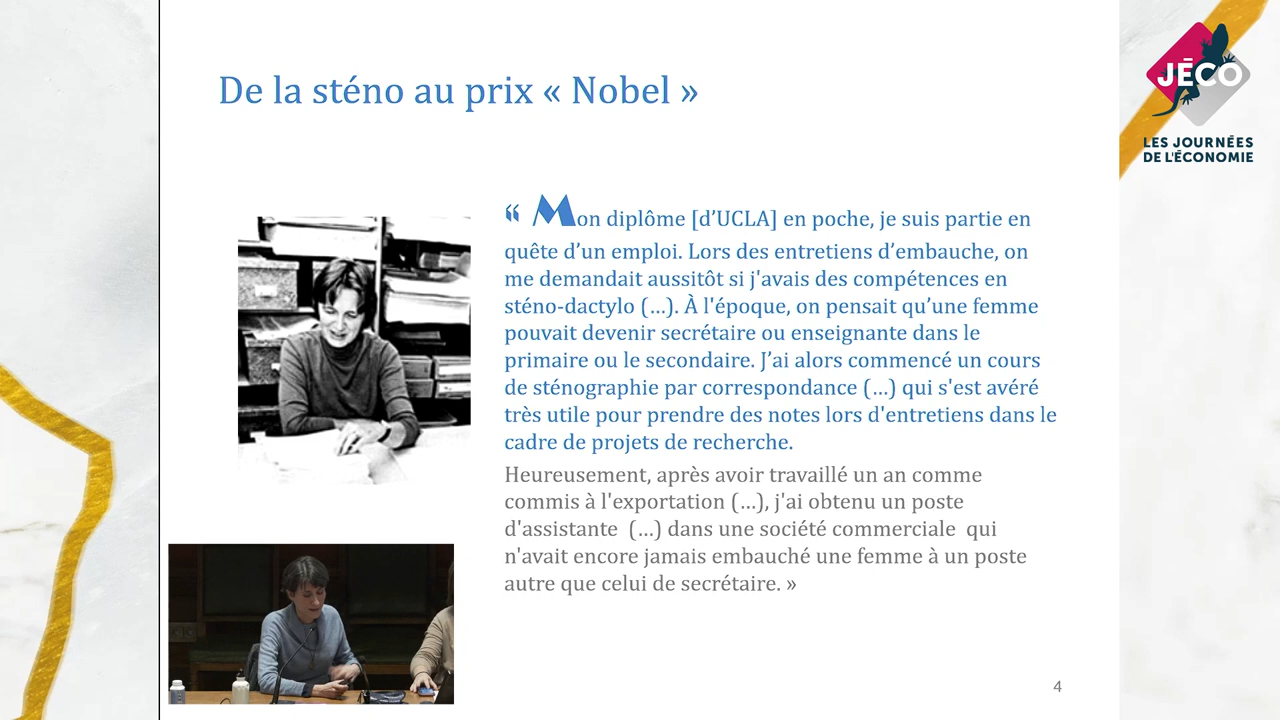 De la sténo au prix « Nobel »
JÉCO
LES JOURNÉES
DE L'ÉCONOMIE
“ Mon diplôme [d’UCLA] en poche, je suis partie en
quête d’un emploi. Lors des entretiens d’embauche, on
me demandait aussitôt si j'avais des compétences en
sténo-dactylo (…). À l'époque, on pensait qu’une femme
pouvait devenir secrétaire ou enseignante dans le
primaire ou le secondaire. J’ai alors commencé un cours
de sténographie par correspondance (…) qui s'est avéré
très utile pour prendre des notes lors d'entretiens dans le
cadre de projets de recherche.
Heureusement, après avoir travaillé un an comme
commis à l'exportation (…), j'ai obtenu un poste
d'assistante (…) dans une société commerciale qui
n'avait encore jamais embauché une femme à un poste
autre que celui de secrétaire. »
4